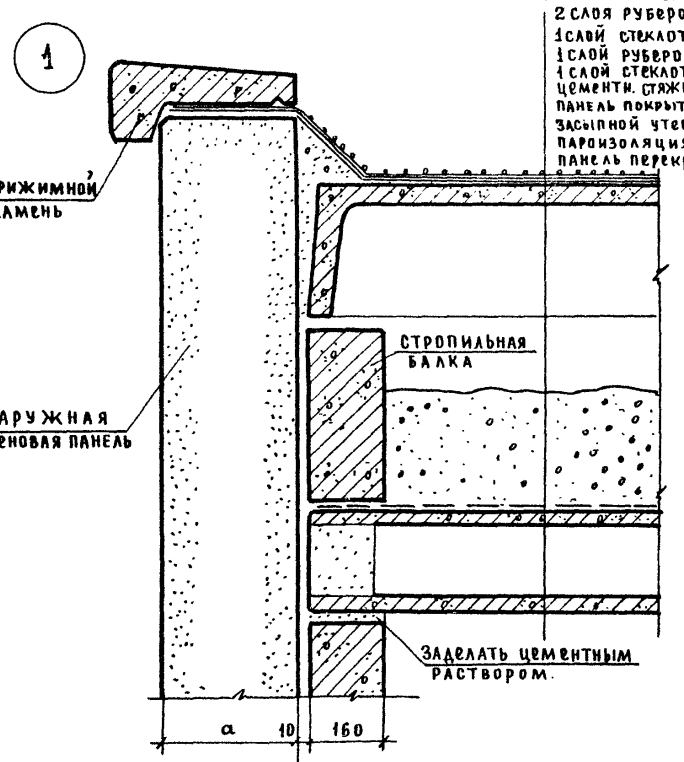 1
2 СЛОЯ РУБЕРО
1 СЛОЙ СТЕКЛОТ
1 СЛОЙ РУБЕРО
1 СЛОЙ СТЕКЛОТ
ЦЕМЕНТН. СТЯЖ
ПАНЕЛЬ ПОКРЫТ
ЗАСЫПНОЙ УТЕ
ПАРОИЗОЛЯЦИЯ
ПАНЕЛЬ ПЕРЕК
РИЖИМНОЙ
АМЕНЬ
СТРОПИЛЬНАЯ
БАЛКА
АРУЖНАЯ
ЕНОВАЯ ПАНЕЛЬ
ЗАДЕЛАТЬ ЦЕМЕНТНЫМ
РАСТВОРОМ.
а 10 160